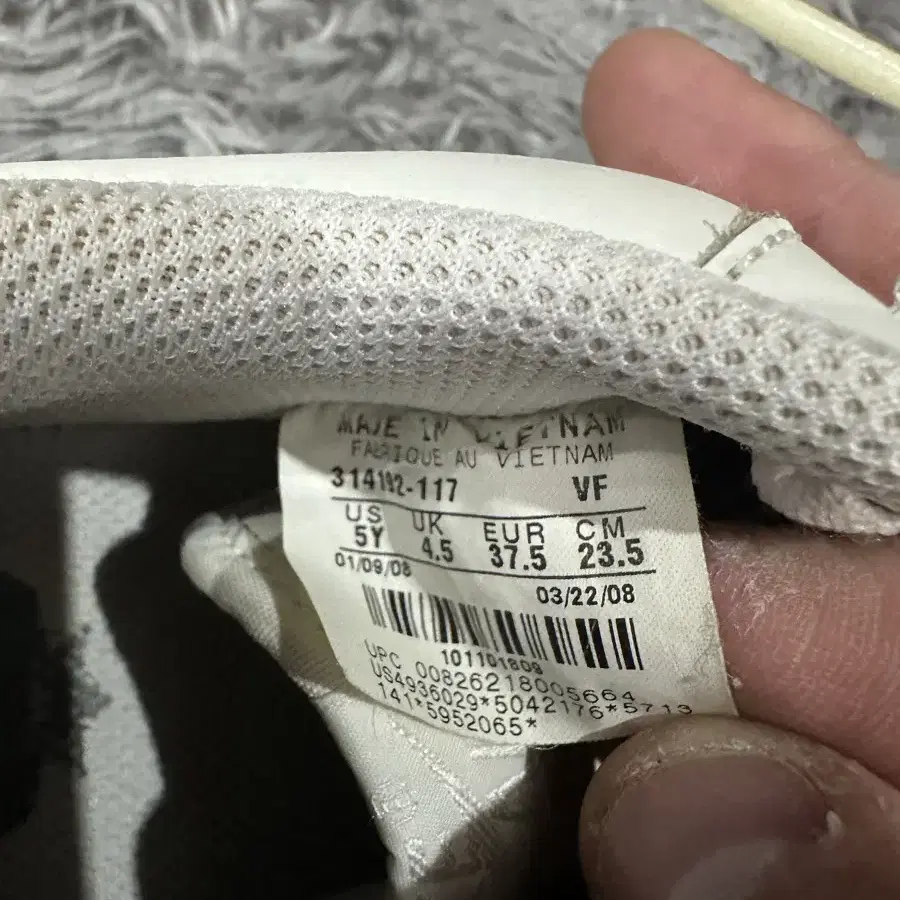 MADE IN VIETNAM
FABRIQUE AU VIETNAM
314192-117 VF
US UK EUR CM
5Y 4.5 37.5 23.5
01/09/08
03/22/08
101101809
UPC 00826218005664
US4936029*5042176*5713
141*5952065*